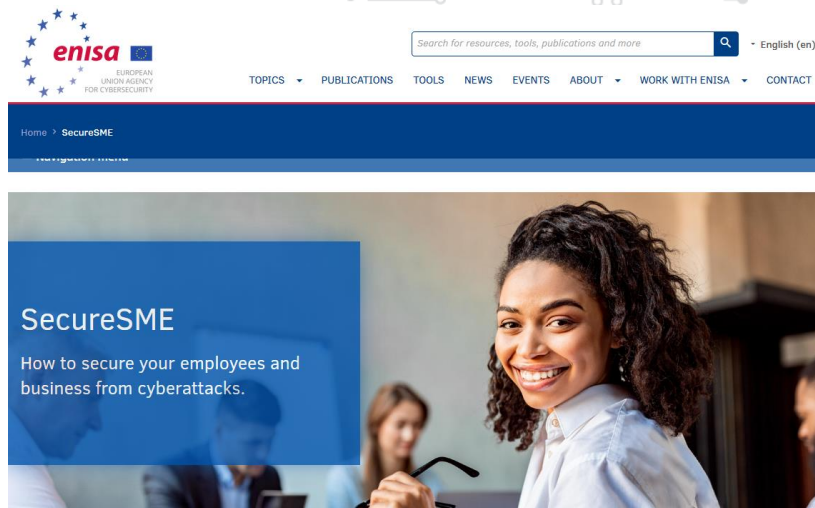 enisa
EUROPEAN
UNION AGENCY
FOR CYBERSECURITY
Search for resources, tools, publications and more
English (en)
TOPICS
PUBLICATIONS
TOOLS
NEWS
EVENTS
ABOUT
WORK WITH ENISA
CONTACT
Home > SecureSME
Navigation menu
SecureSME
How to secure your employees and
business from cyberattacks.